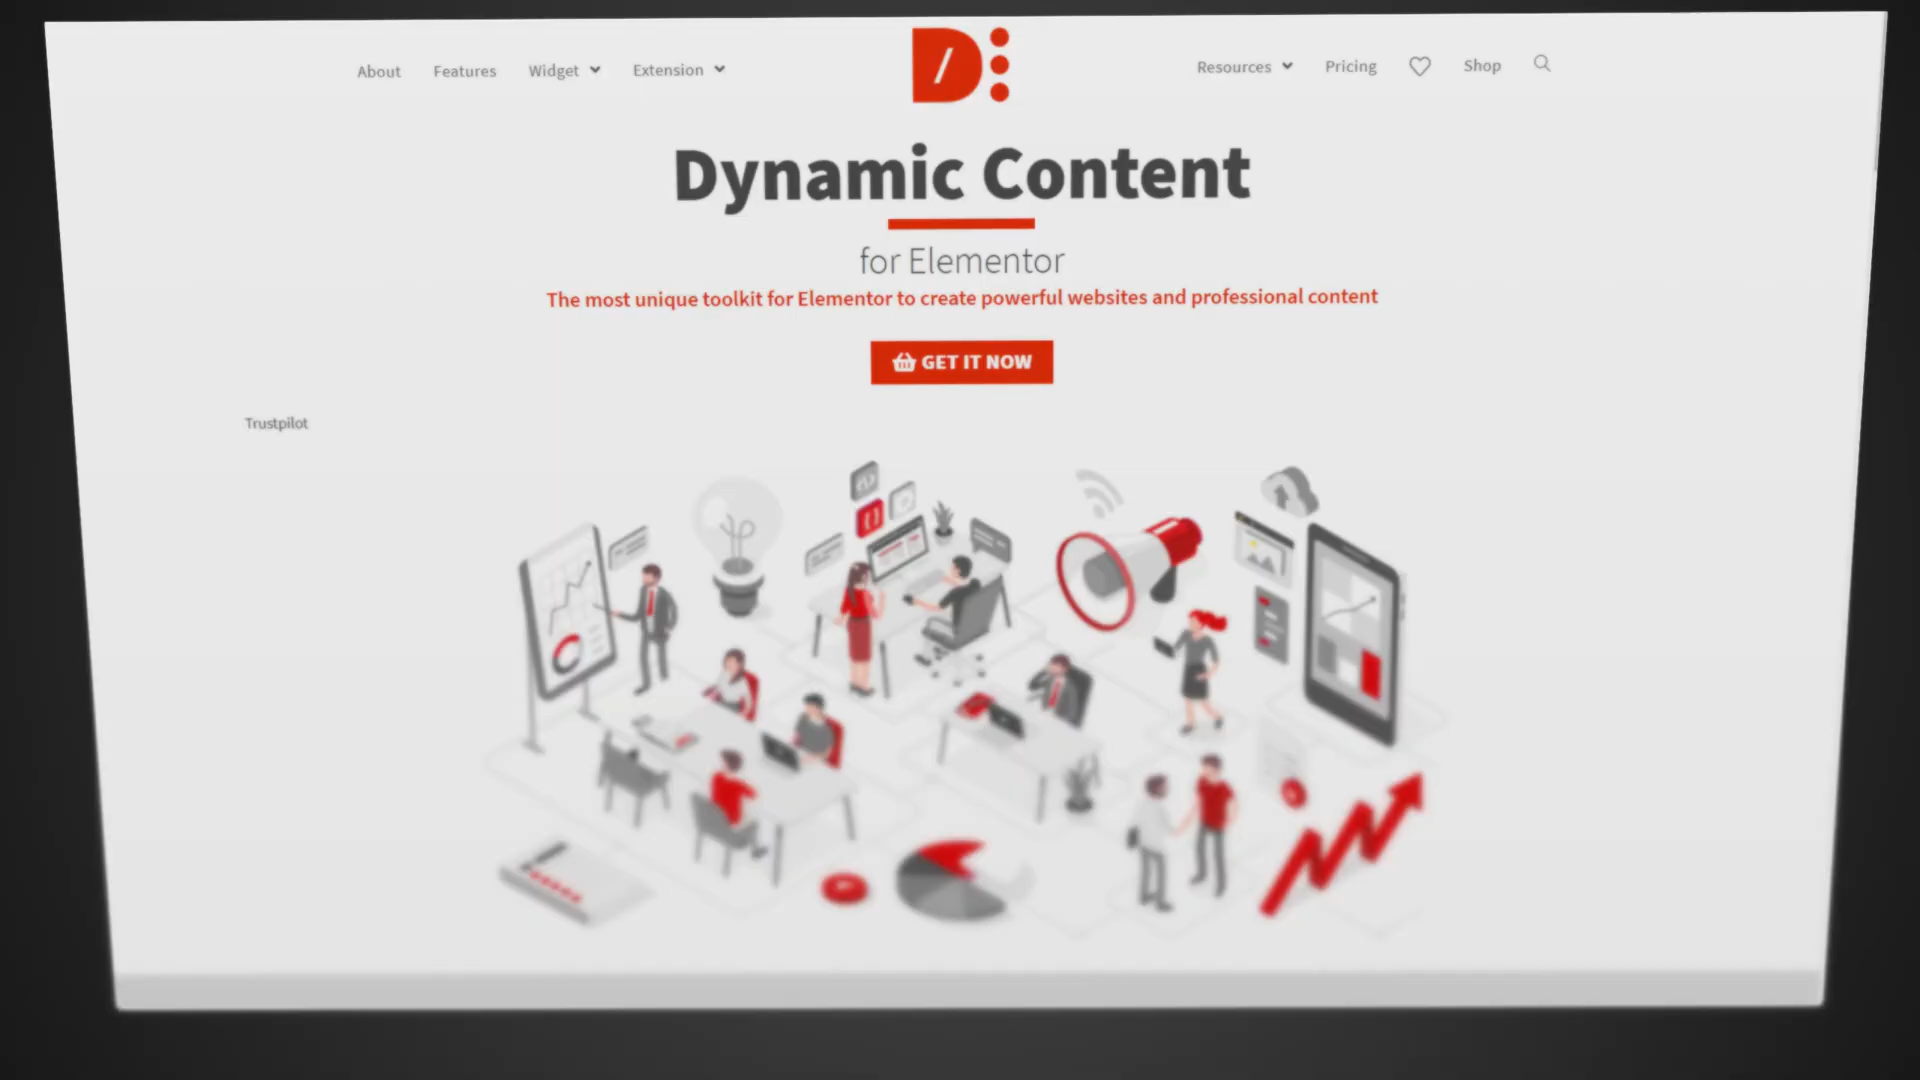 About Features Widget Extension
Resources Pricing Shop
Dynamic Content
for Elementor
The most unique toolkit for Elementor to create powerful websites and professional content
GET IT NOW
Trustpilot